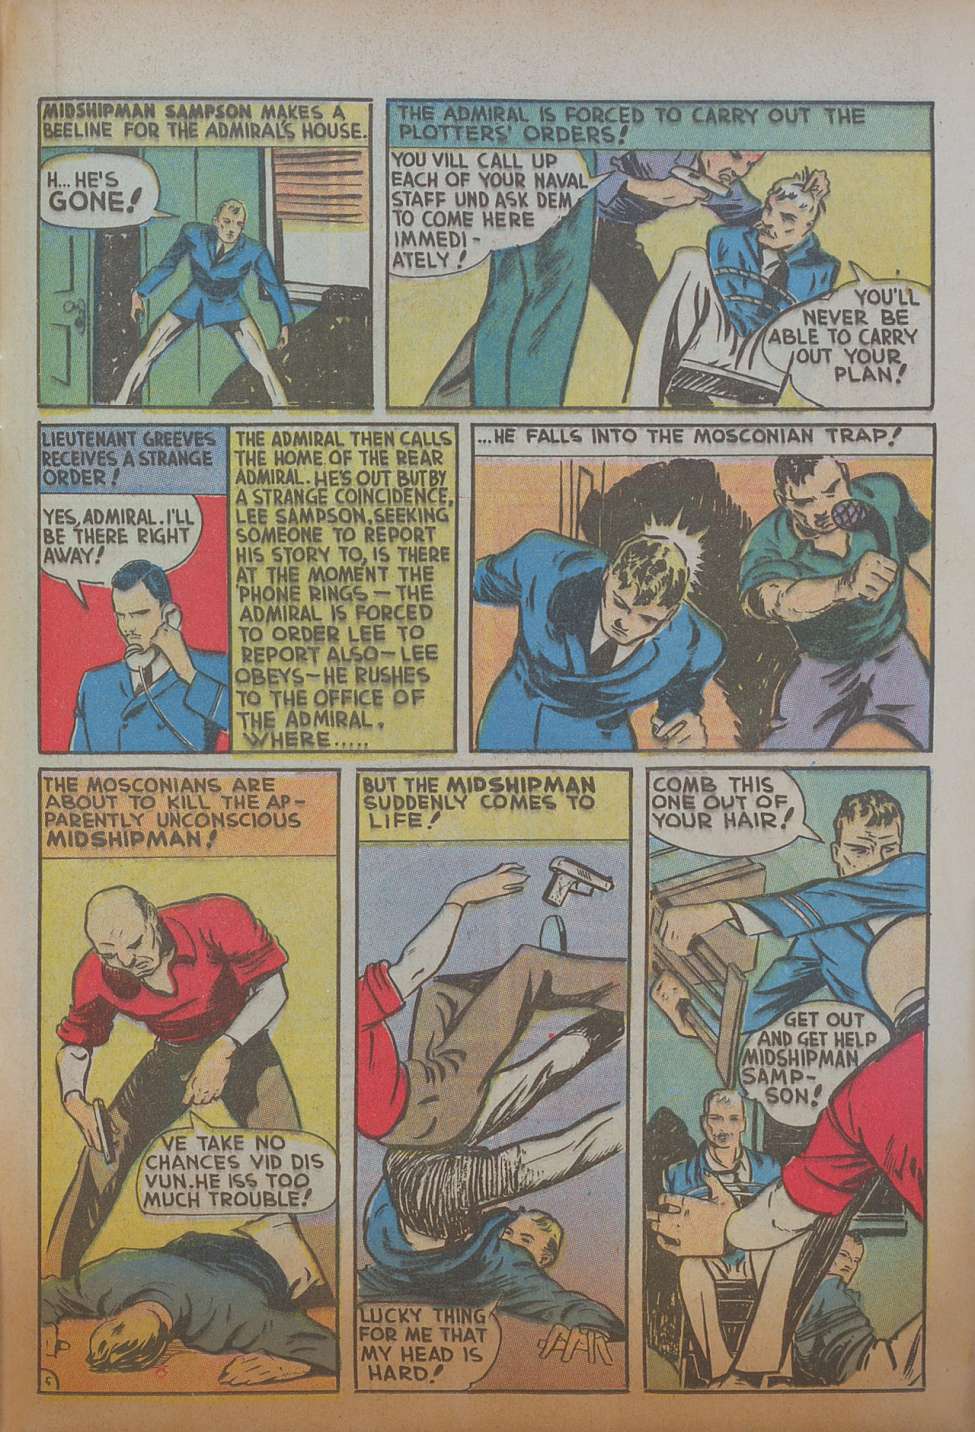 MIDSHIPMAN SAMPSON MAKES A
BEELINE FOR THE ADMIRAL'S HOUSE.
H... HE'S
GONE!
THE ADMIRAL IS FORCED TO CARRY OUT THE
PLOTTERS' ORDERS!
YOU VILL CALL UP
EACH OF YOUR NAVAL
STAFF UND ASK DEM
TO COME HERE
IMMEDI-
ATELY!
YOU'LL
NEVER BE
ABLE TO CARRY
OUT YOUR
PLAN!
LIEUTENANT GREEVES
RECEIVES A STRANGE
ORDER!
YES, ADMIRAL. I'LL
BE THERE RIGHT
AWAY!
THE ADMIRAL THEN CALLS
THE HOME OF THE REAR
ADMIRAL. HE'S OUT BUT BY
A STRANGE COINCIDENCE,
LEE SAMPSON, SEEKING
SOMEONE TO REPORT
HIS STORY TO, IS THERE
AT THE MOMENT THE
'PHONE RINGS — THE
ADMIRAL IS FORCED
TO ORDER LEE TO
REPORT ALSO — LEE
OBEYS — HE RUSHES
TO THE OFFICE OF
THE ADMIRAL.
WHERE.....
...HE FALLS INTO THE MOSCONIAN TRAP!
THE MOSCONIANS ARE
ABOUT TO KILL THE AP-
PARENTLY UNCONSCIOUS
MIDSHIPMAN!
VE TAKE NO
CHANCES VID DIS
VUN. HE ISS TOO
MUCH TROUBLE!
6
BUT THE MIDSHIPMAN
SUDDENLY COMES TO
LIFE!
LUCKY THING
FOR ME THAT
MY HEAD IS
HARD!
COMB THIS
ONE OUT OF
YOUR HAIR!
GET OUT
AND GET HELP
MIDSHIPMAN
SAMP-
SON!